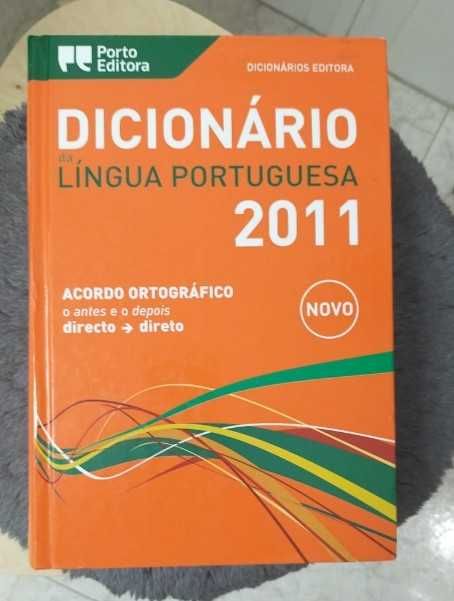 Porto
Editora
DICIONÁRIOS EDITORA
DICIONÁRIO
da
LÍNGUA PORTUGUESA
2011
ACORDO ORTOGRÁFICO
o antes e o depois
directo → direto
NOVO